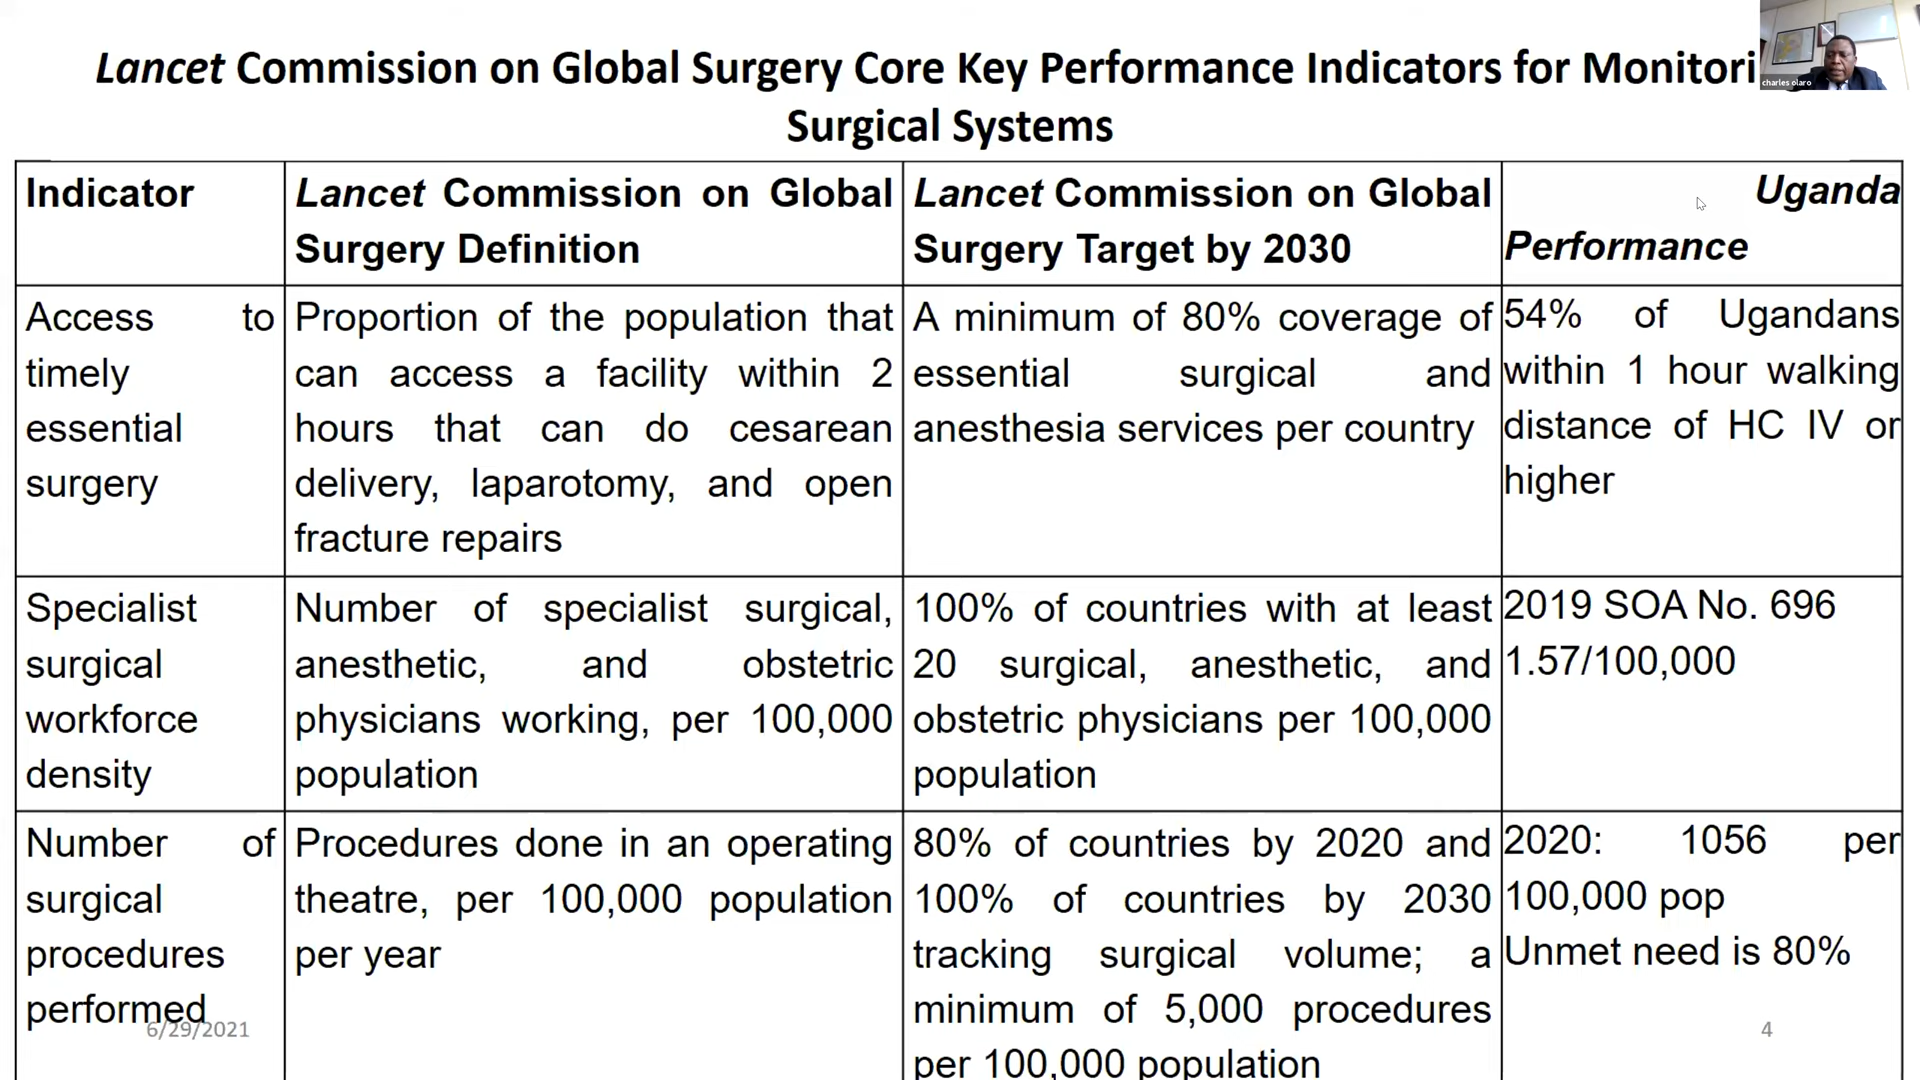 Lancet Commission on Global Surgery Core Key Performance Indicators for Monitori
Surgical Systems
charles olaro
Indicator
Lancet Commission on Global
Surgery Definition
Lancet Commission on Global
Surgery Target by 2030
Uganda
Performance
Access to
timely
essential
surgery
Proportion of the population that
can access a facility within 2
hours that can do cesarean
delivery, laparotomy, and open
fracture repairs
A minimum of 80% coverage of
essential surgical and
anesthesia services per country
54% of Ugandans
within 1 hour walking
distance of HC IV or
higher
Specialist
surgical
workforce
density
Number of specialist surgical,
anesthetic, and obstetric
physicians working, per 100,000
population
100% of countries with at least
20 surgical, anesthetic, and
obstetric physicians per 100,000
population
2019 SOA No. 696
1.57/100,000
Number of
surgical
procedures
performed
Procedures done in an operating
theatre, per 100,000 population
per year
80% of countries by 2020 and
100% of countries by 2030
tracking surgical volume; a
minimum of 5,000 procedures
per 100,000 population
2020: 1056 per
100,000 pop
Unmet need is 80%
6/29/2021
4